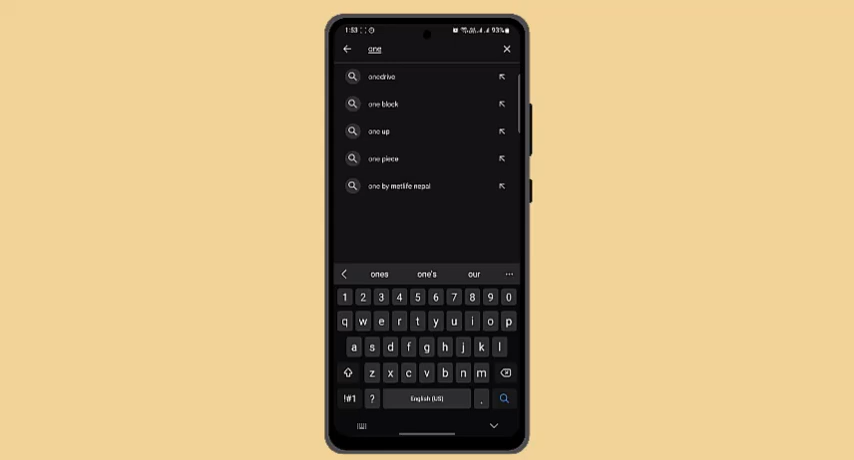 1:53
93%
one
onedrive
one block
one up
one piece
one by metlife nepal
ones one's our ...
1 2 3 4 5 6 7 8 9 0
q w e r t y u i o p
a s d f g h j k l
z x c v b n m
!#1 ? English (US) .